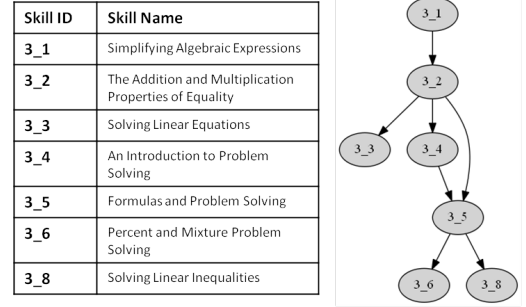 Skill ID Skill Name
3_1 Simplifying Algebraic Expressions
3_2 The Addition and Multiplication
Properties of Equality
3_3 Solving Linear Equations
3_4 An Introduction to Problem
Solving
3_5 Formulas and Problem Solving
3_6 Percent and Mixture Problem
Solving
3_8 Solving Linear Inequalities
3_1
3_2
3_3 3_4
3_5
3_6 3_8